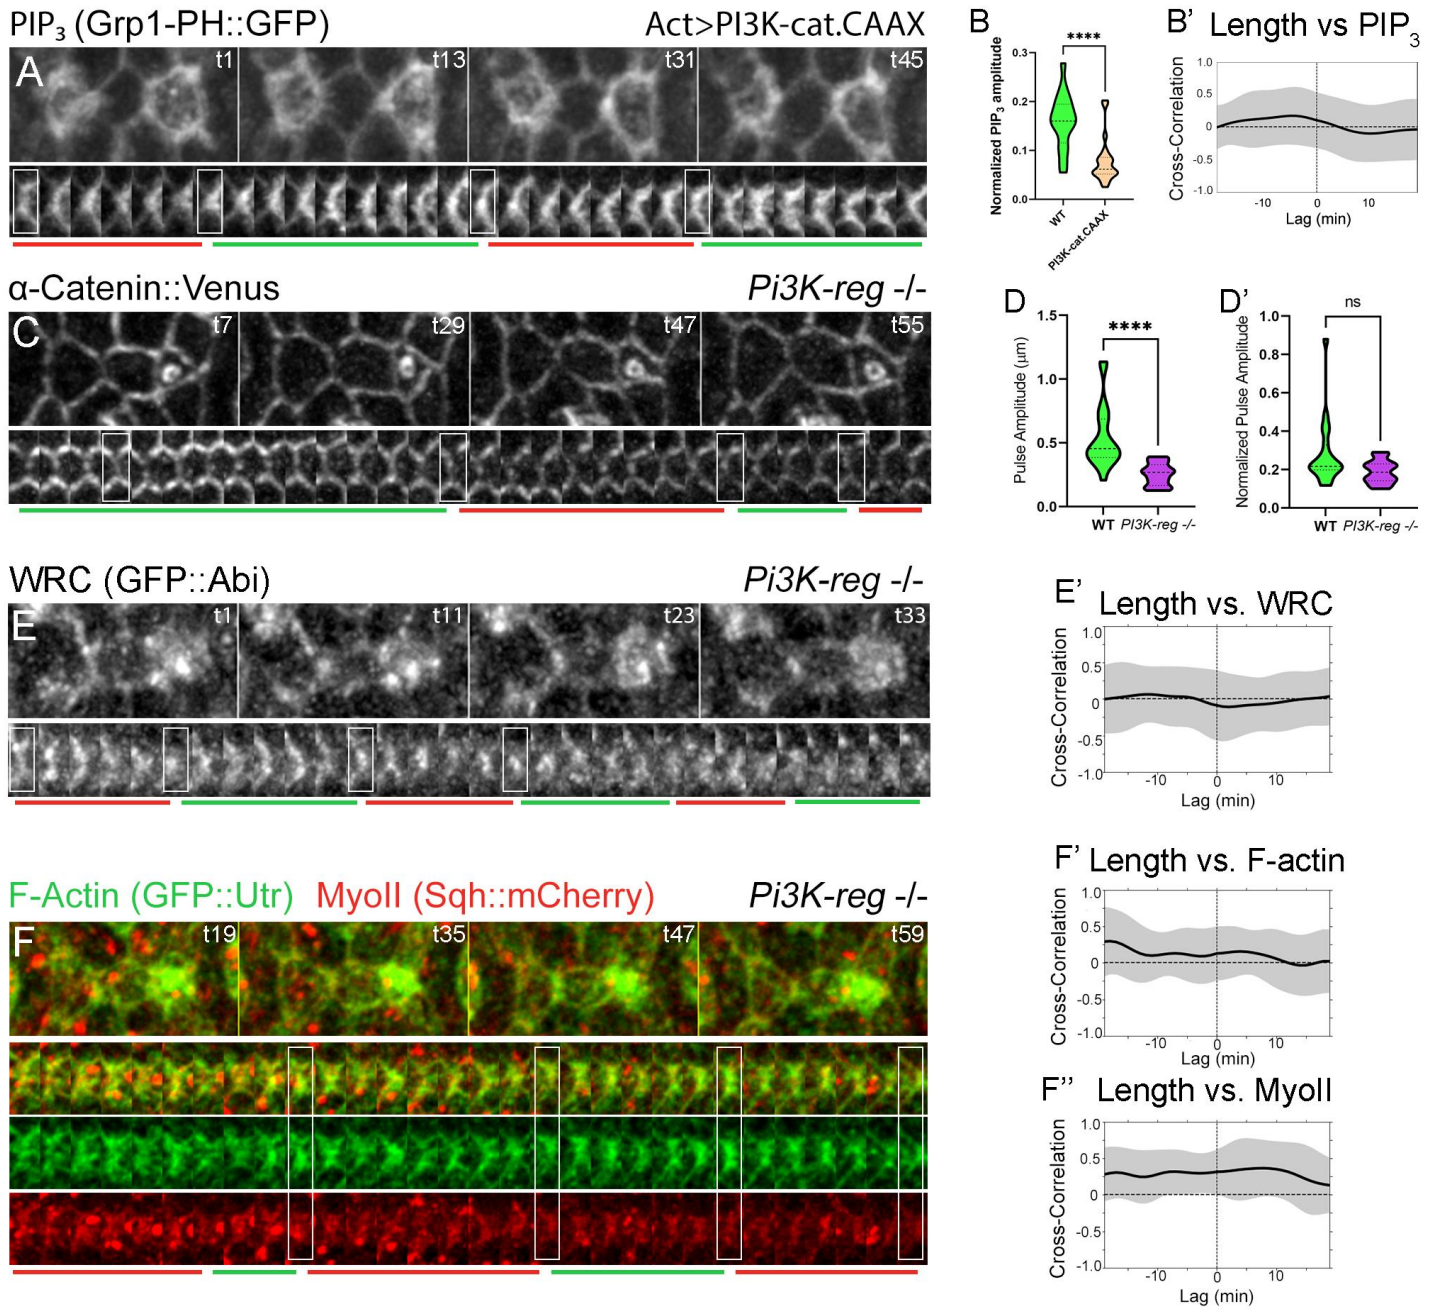 PIP3 (Grp1-PH::GFP) Act>PI3K-cat.CAAX
A t1 t13 t31 t45
B
****
Normalized PIP3 amplitude
0.3
0.2
0.1
0.0
WT PI3K-cat.CAAX
B’ Length vs PIP3
Cross-Correlation
1.0
0.5
0
-0.5
-1.0
-10 0 10
Lag (min)
α-Catenin::Venus Pi3K-reg -/-
C t7 t29 t47 t55
D
****
Pulse Amplitude (μm)
1.5
1.0
0.5
0.0
WT PI3K-reg -/-
D’
ns
Normalized Pulse Amplitude
1.0
0.8
0.6
0.4
0.2
0.0
WT PI3K-reg -/-
WRC (GFP::Abi) Pi3K-reg -/-
E t1 t11 t23 t33
E’ Length vs. WRC
Cross-Correlation
1.0
0.5
0
-0.5
-1.0
-10 0 10
Lag (min)
F-Actin (GFP::Utr) MyoII (Sqh::mCherry) Pi3K-reg -/-
F t19 t35 t47 t59
F’ Length vs. F-actin
Cross-Correlation
1.0
0.5
0
-0.5
-1.0
-10 0 10
Lag (min)
F’’ Length vs. MyoII
Cross-Correlation
1.0
0.5
0
-0.5
-1.0
-10 0 10
Lag (min)